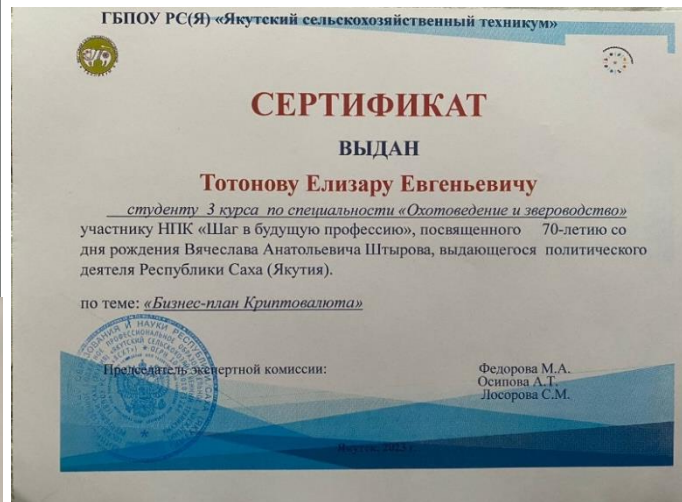 ГБПОУ РС(Я) «Якутский сельскохозяйственный техникум»
СЕРТИФИКАТ
ВЫДАН
Тотонову Елизару Евгеньевичу
студенту 3 курса по специальности «Охотоведение и звероводство»
участнику НПК «Шаг в будущую профессию», посвященного 70-летию со
дня рождения Вячеслава Анатольевича Штырова, выдающегося политического
деятеля Республики Саха (Якутия).
по теме: «Бизнес-план Криптовалюта»
Председатель экспертной комиссии:
Федорова М.А.
Осипова А.Т.
Лосорова С.М.
Якутск, 2023 г